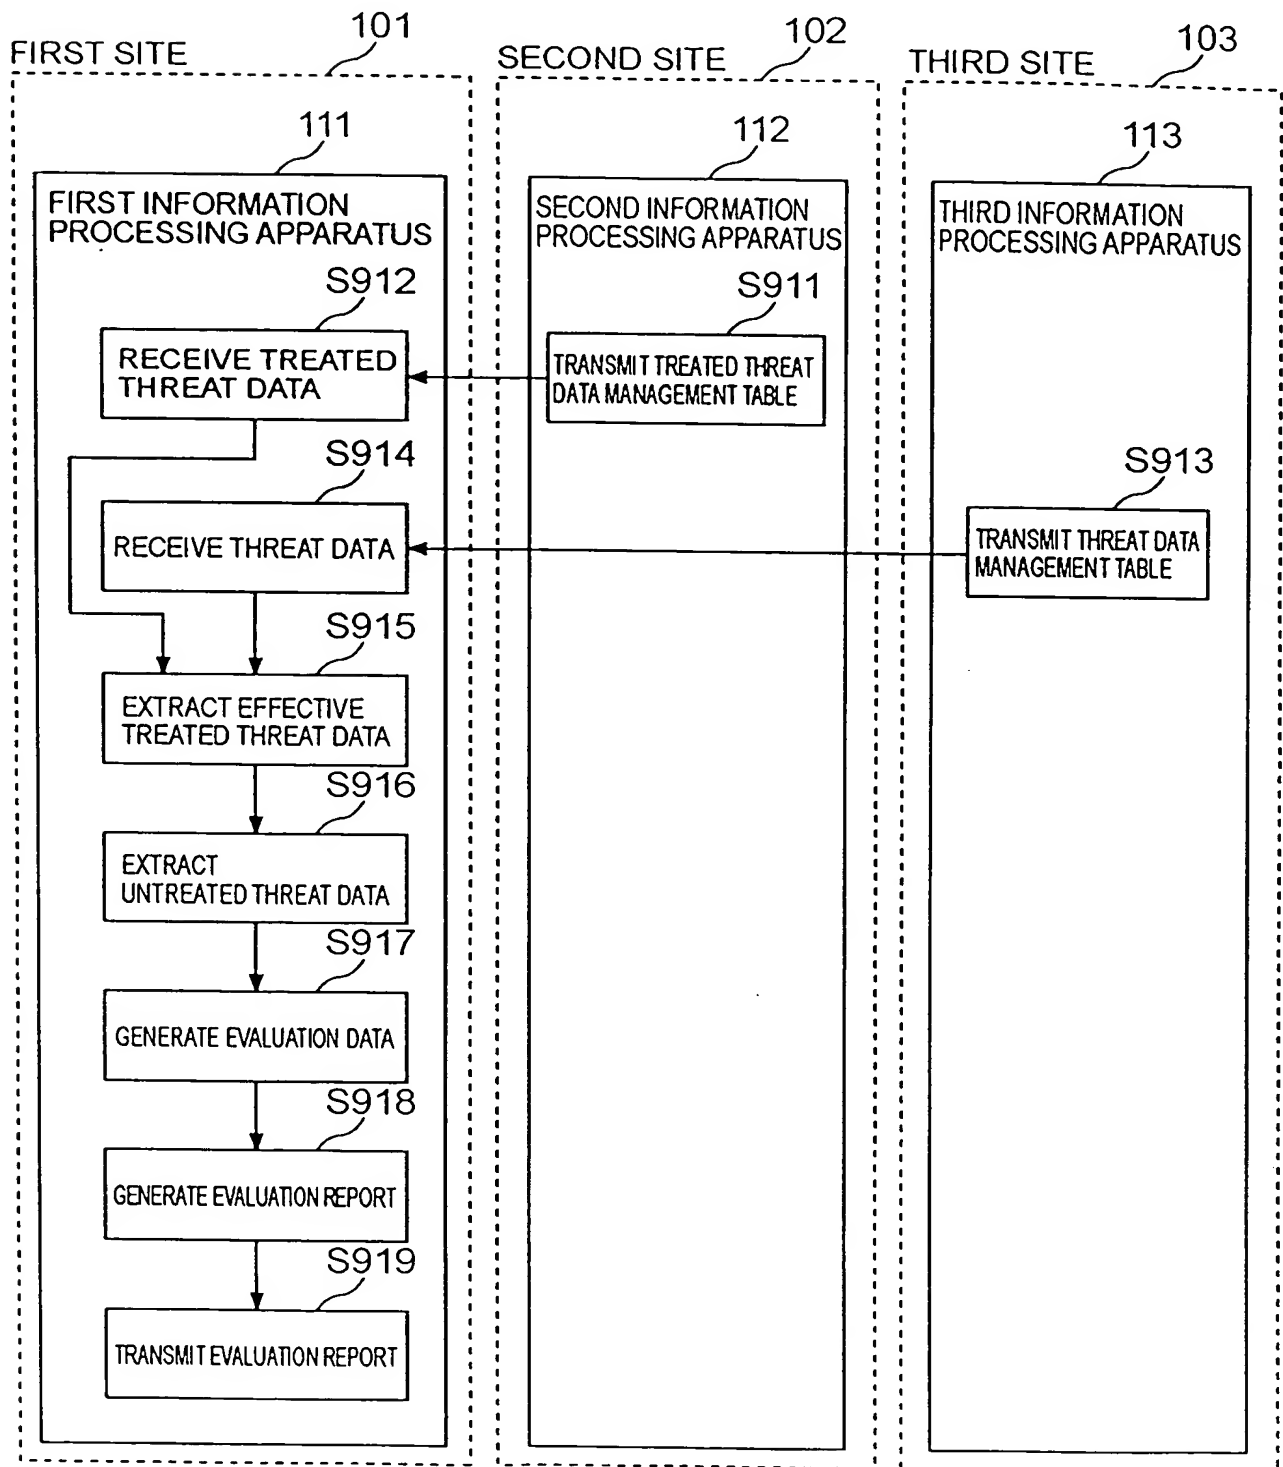 101
FIRST SITE
102
SECOND SITE
103
THIRD SITE
111
FIRST INFORMATION
PROCESSING APPARATUS
112
SECOND INFORMATION
PROCESSING APPARATUS
113
THIRD INFORMATION
PROCESSING APPARATUS
S912
RECEIVE TREATED
THREAT DATA
S911
TRANSMIT TREATED THREAT
DATA MANAGEMENT TABLE
S914
RECEIVE THREAT DATA
S913
TRANSMIT THREAT DATA
MANAGEMENT TABLE
S915
EXTRACT EFFECTIVE
TREATED THREAT DATA
S916
EXTRACT
UNTREATED THREAT DATA
S917
GENERATE EVALUATION DATA
S918
GENERATE EVALUATION REPORT
S919
TRANSMIT EVALUATION REPORT